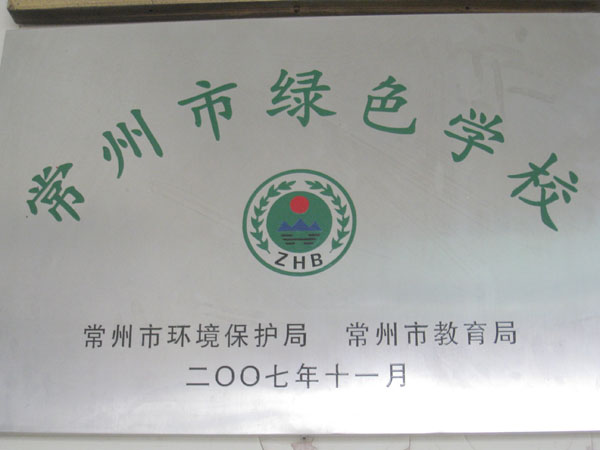 常州市绿色学校
ZHB
常州市环境保护局 常州市教育局
二〇〇七年十一月